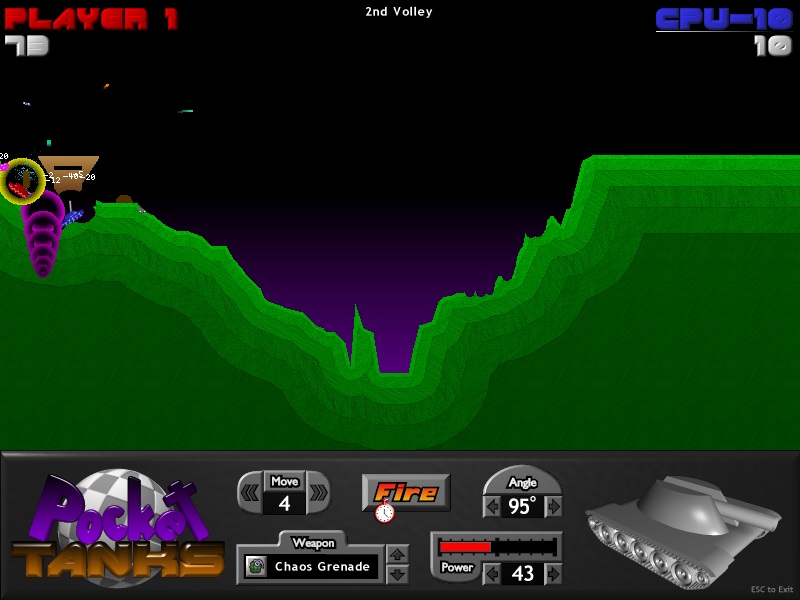 PLAYER 1
2nd Volley
CPU-10
73
10
Move
4
Fire
Angle
95°
Pocket
TANKS
Weapon
Chaos Grenade
Power
43
ESC to Exit